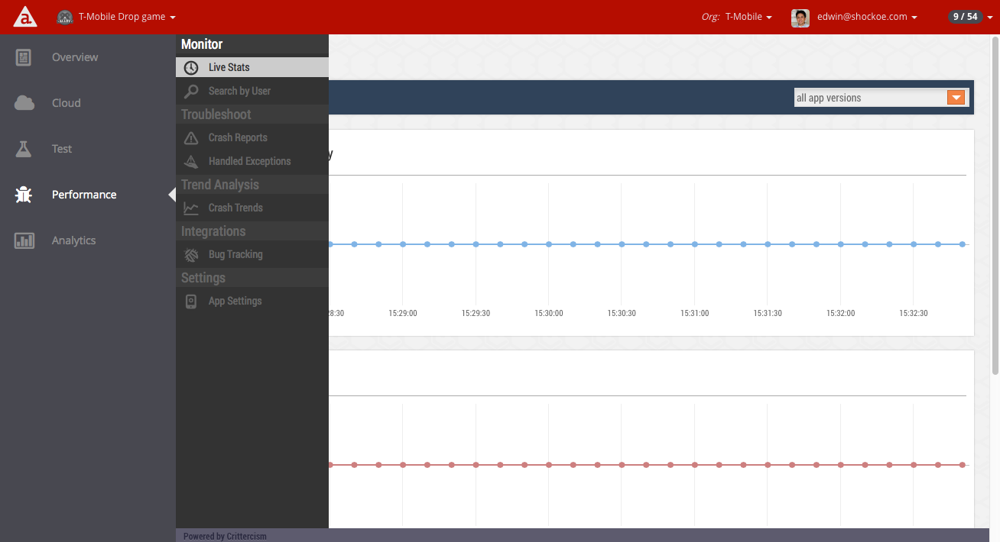 a.
T-Mobile Drop game
Org: T-Mobile
edwin@shockoe.com
9 / 54
Overview
Cloud
Test
Performance
Analytics
Monitor
Live Stats
Search by User
Troubleshoot
Crash Reports
Handled Exceptions
Trend Analysis
Crash Trends
Integrations
Bug Tracking
Settings
App Settings
all app versions
y
28:30 15:29:00 15:29:30 15:30:00 15:30:30 15:31:00 15:31:30 15:32:00 15:32:30
Powered by Crittercism